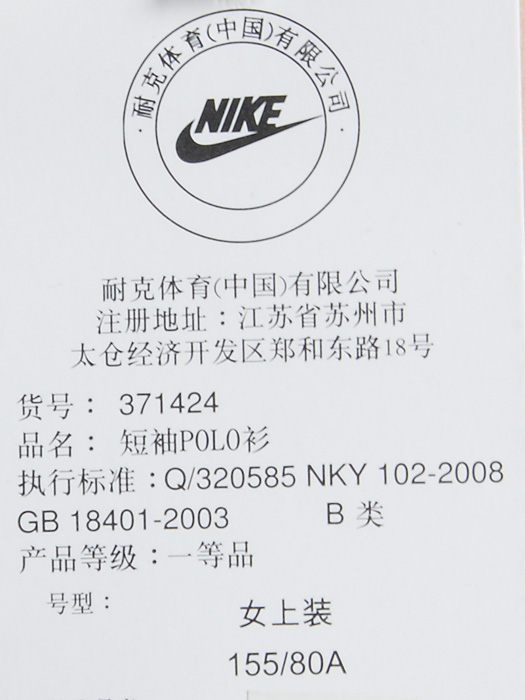 ·耐克体育(中国)有限公司·
NIKE
耐克体育(中国)有限公司
注册地址：江苏省苏州市
太仓经济开发区郑和东路18号
货号： 371424
品名： 短袖POLO衫
执行标准：Q/320585 NKY 102-2008
GB 18401-2003 B 类
产品等级：一等品
号型： 女上装
155/80A